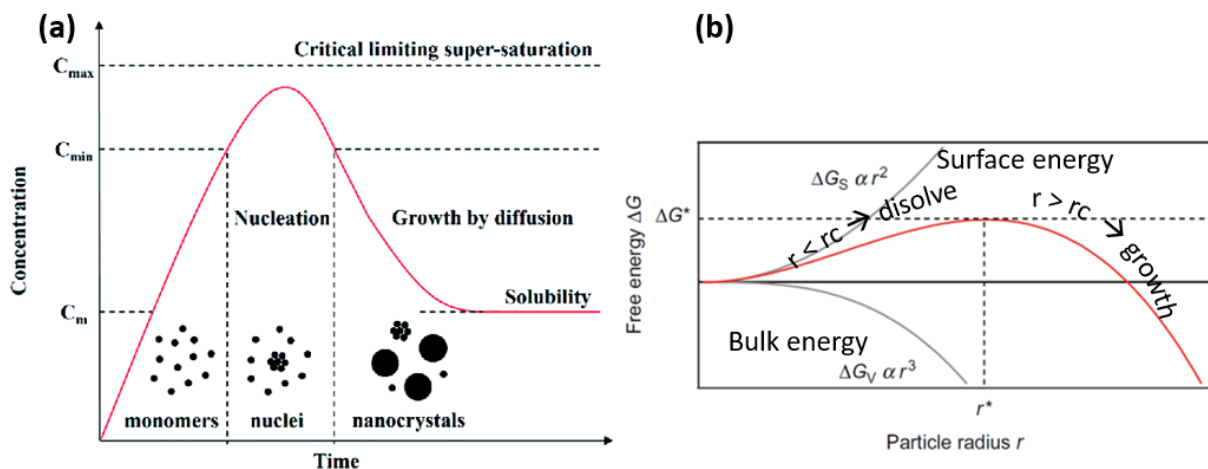 (a)
Critical limiting super-saturation
Cmax
Cmin
Nucleation
Growth by diffusion
Concentration
Solubility
Cm
monomers
nuclei
nanocrystals
Time
(b)
Surface energy
ΔGS α r2
ΔG*
r < rc → disolve
r > rc → growth
Free energy ΔG
Bulk energy
ΔGV α r3
r*
Particle radius r